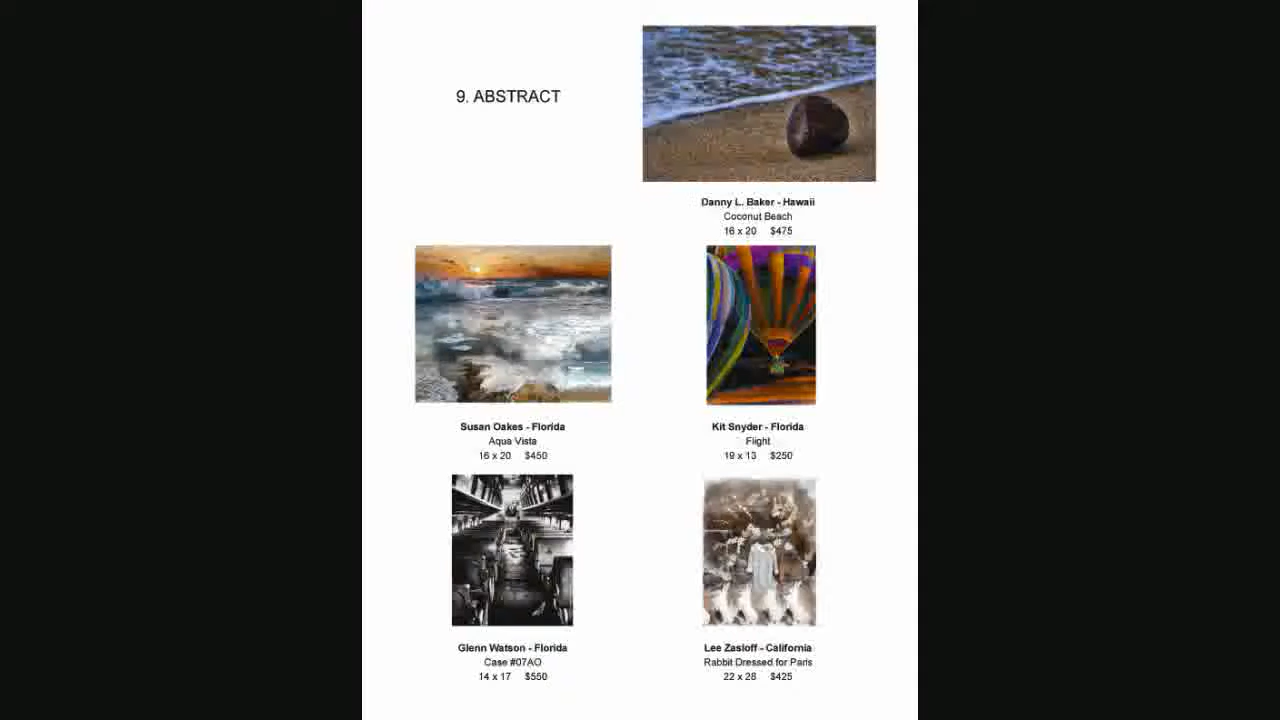 9. ABSTRACT
Danny L. Baker - Hawaii
Coconut Beach
16 x 20 $475
Susan Oakes - Florida
Aqua Vista
16 x 20 $450
Kit Snyder - Florida
Flight
19 x 13 $250
Glenn Watson - Florida
Case #07AO
14 x 17 $550
Lee Zasloff - California
Rabbit Dressed for Paris
22 x 28 $425